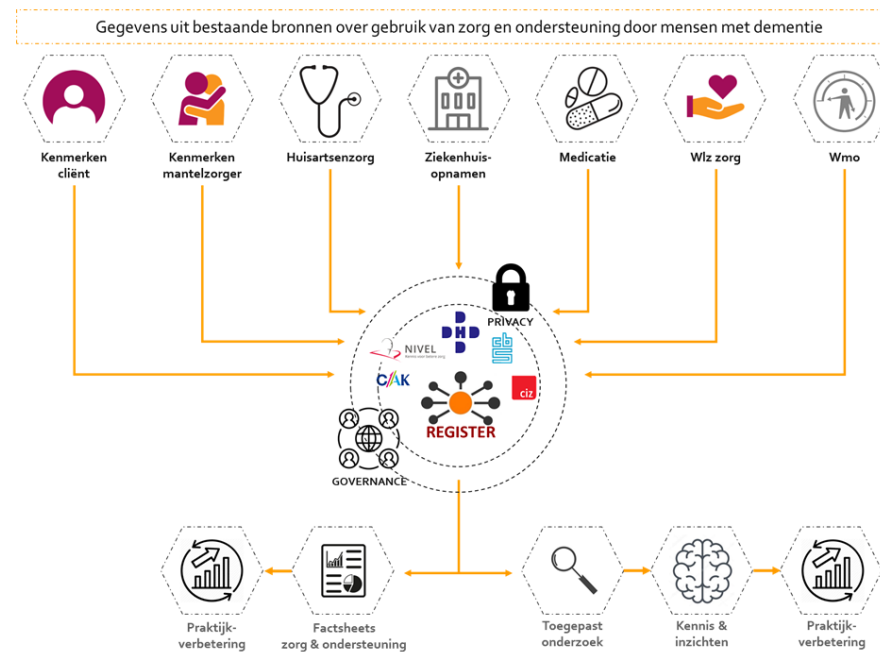 Gegevens uit bestaande bronnen over gebruik van zorg en ondersteuning door mensen met dementie
Kenmerken
cliënt
Kenmerken
mantelzorger
Huisartsenzorg
Ziekenhuis-
opnamen
Medicatie
Wlz zorg
Wmo
PRIVACY
DHD
NIVEL
cbs
CAK
ciz
REGISTER
GOVERNANCE
Praktijk-
verbetering
Factsheets
zorg & ondersteuning
Toegepast
onderzoek
Kennis &
inzichten
Praktijk-
verbetering